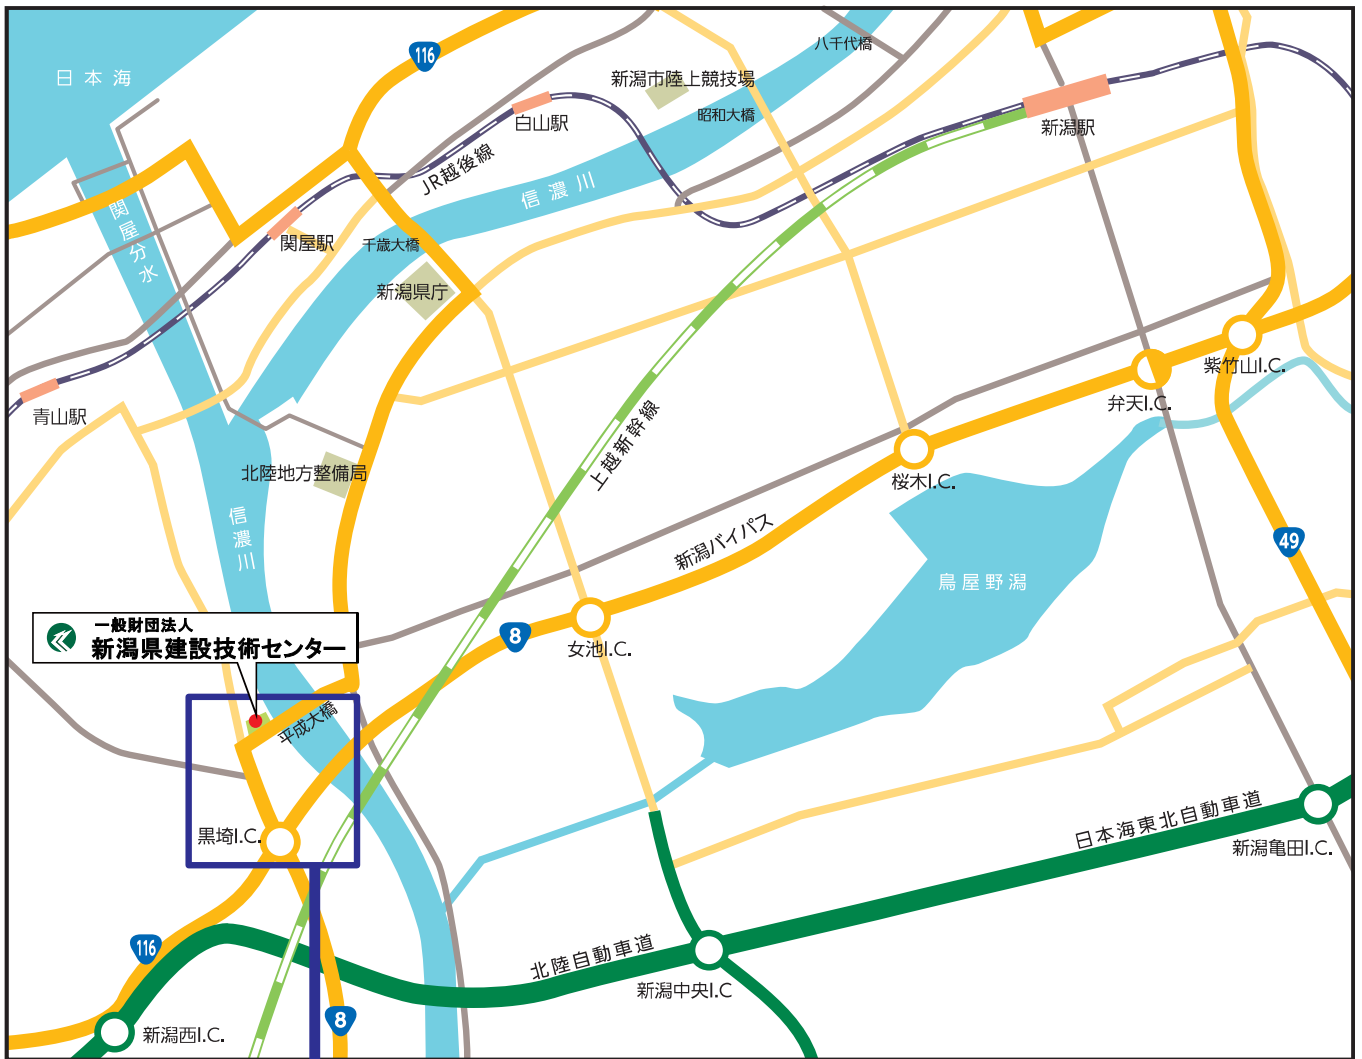 116
八千代橋
日本海
新潟市陸上競技場
昭和大橋
白山駅
新潟駅
JR越後線
信濃川
関屋分水
関屋駅
千歳大橋
新潟県庁
紫竹山I.C.
弁天I.C.
青山駅
上越新幹線
北陸地方整備局
桜木I.C.
信濃川
新潟バイパス
49
鳥屋野潟
一般財団法人
新潟県建設技術センター
8
女池I.C.
平成大橋
黒埼I.C.
日本海東北自動車道
新潟亀田I.C.
116
北陸自動車道
新潟中央I.C
8
新潟西I.C.